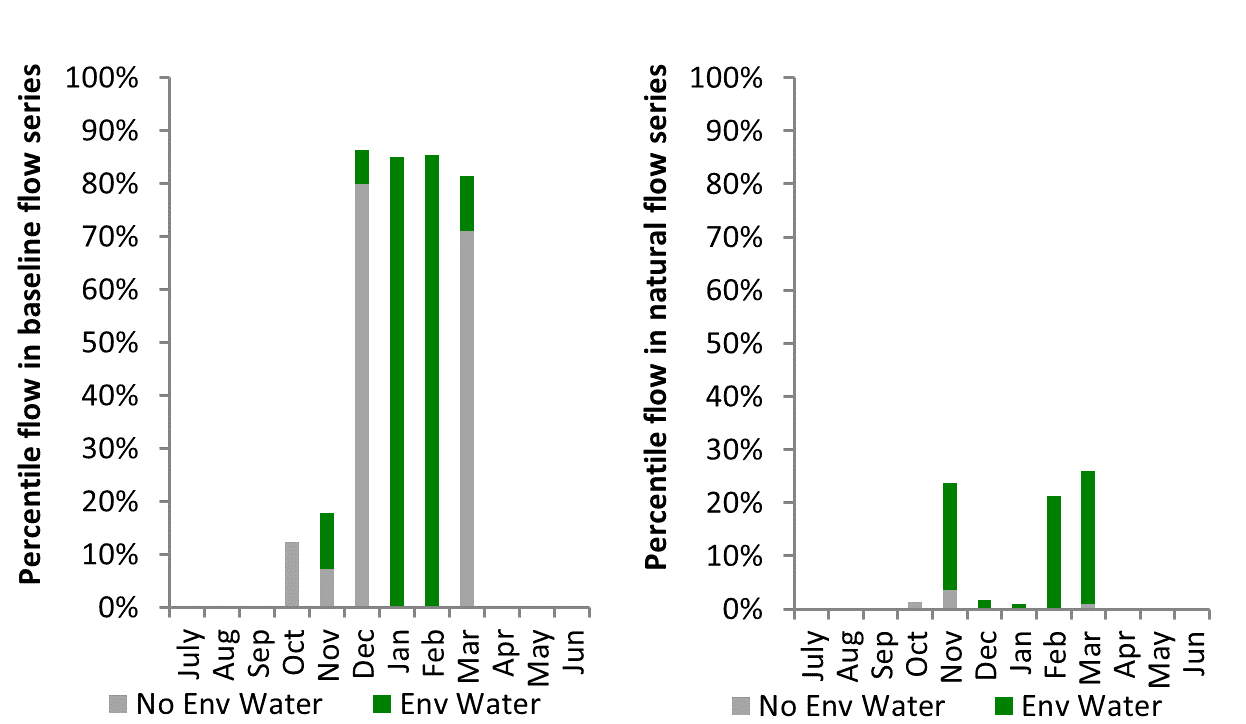 Percentile flow in baseline flow series
100%
90%
80%
70%
60%
50%
40%
30%
20%
10%
0%
July
Aug
Sep
Oct
Nov
Dec
Jan
Feb
Mar
Apr
May
Jun
No Env Water
Env Water
Percentile flow in natural flow series
100%
90%
80%
70%
60%
50%
40%
30%
20%
10%
0%
July
Aug
Sep
Oct
Nov
Dec
Jan
Feb
Mar
Apr
May
Jun
No Env Water
Env Water